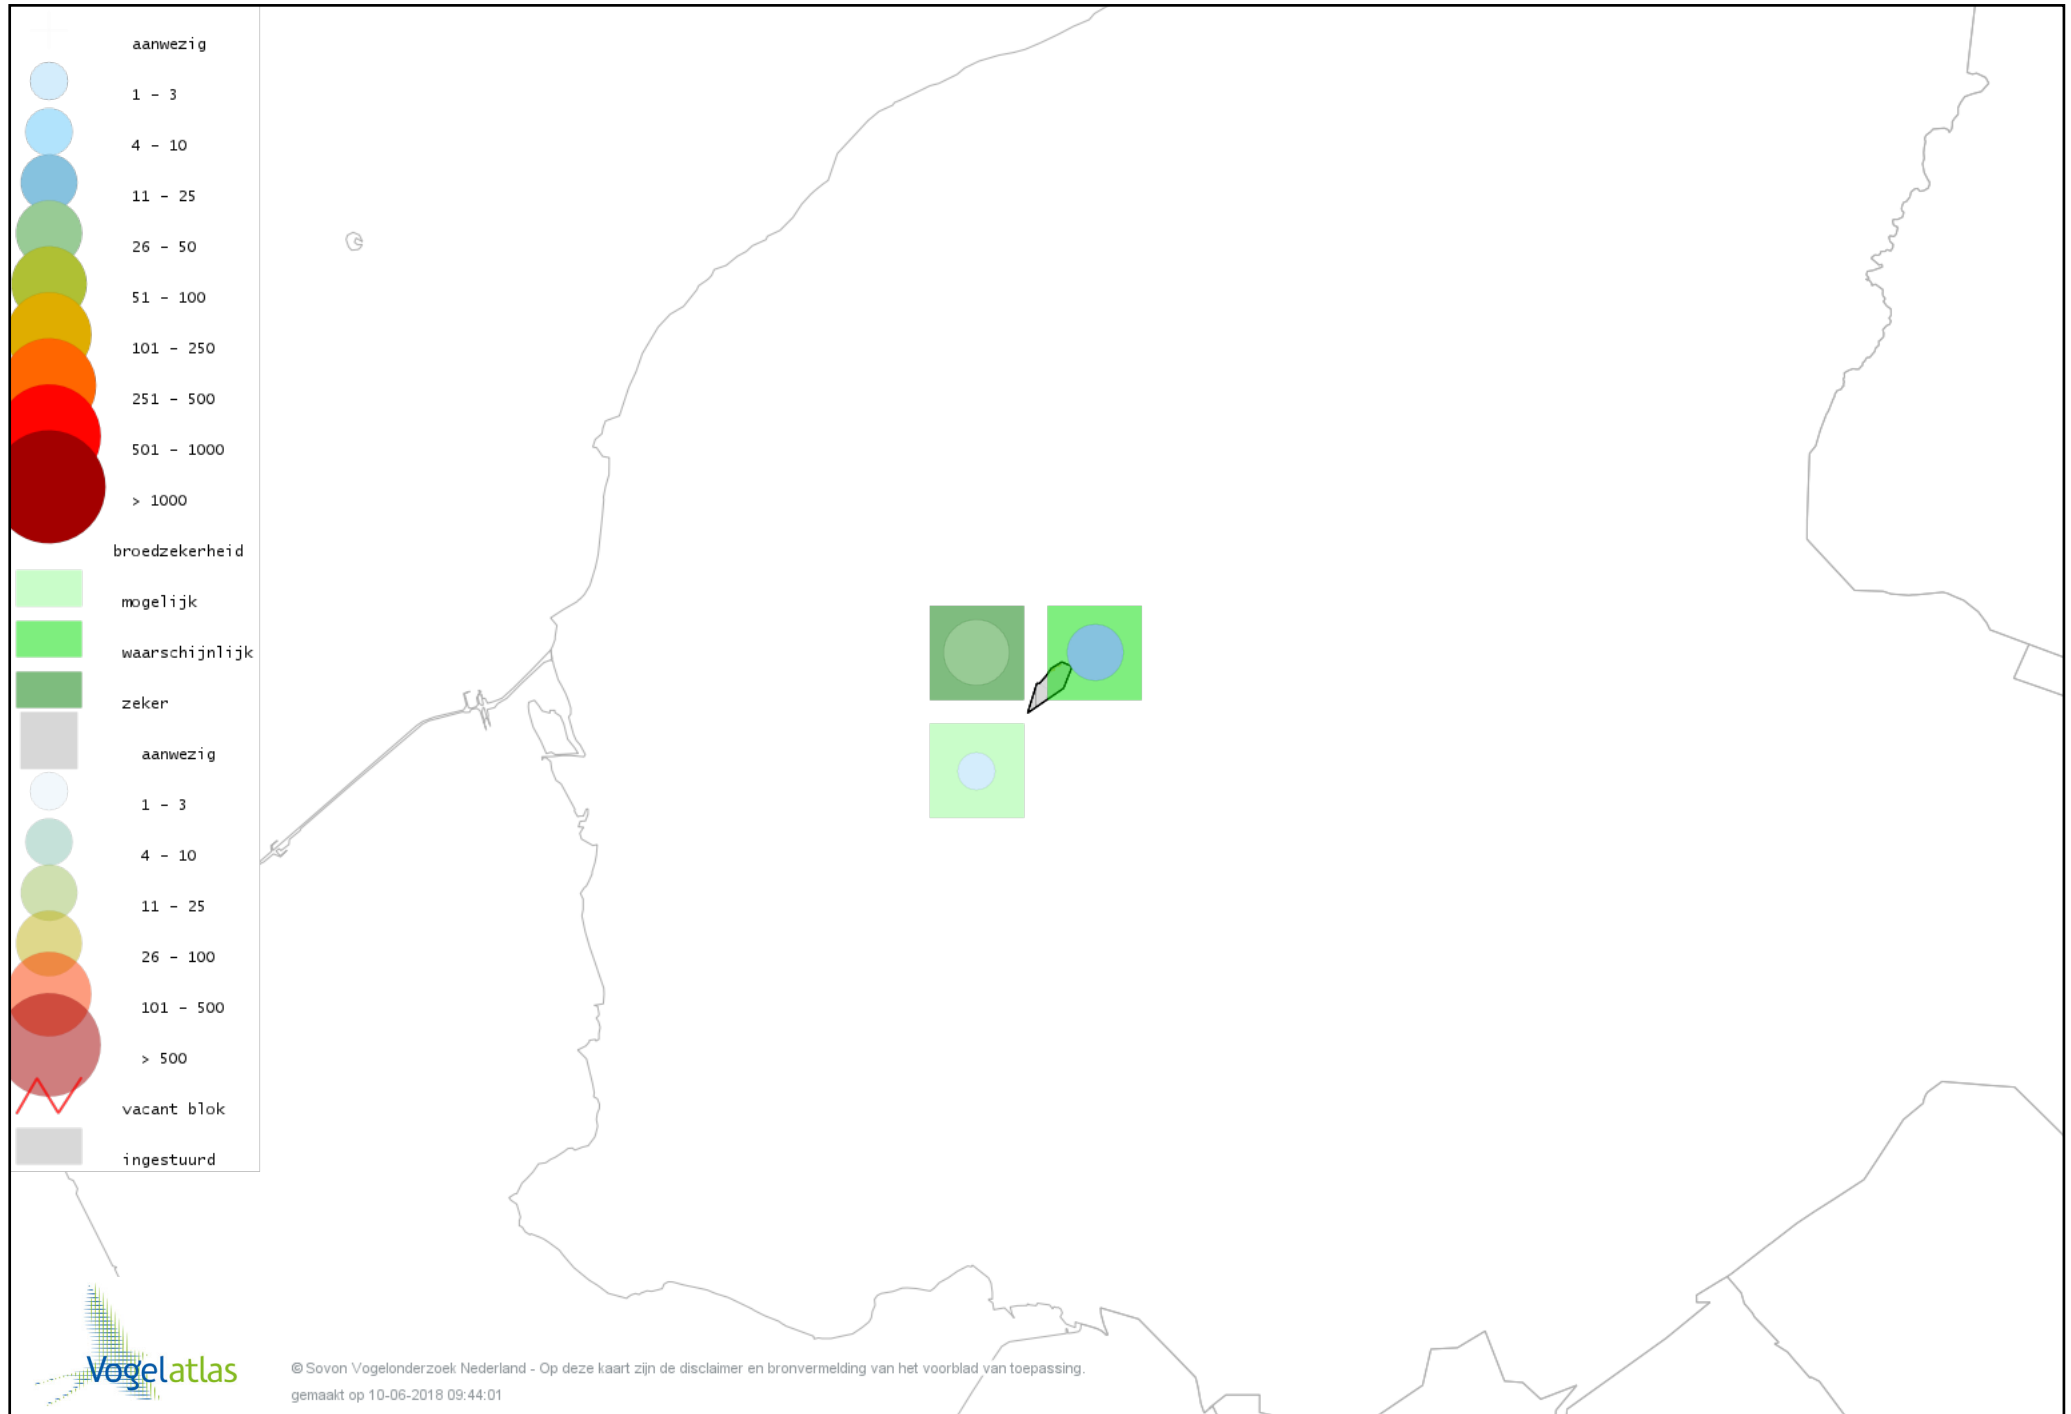 aanwezig
1 - 3
4 - 10
11 - 25
26 - 50
51 - 100
101 - 250
251 - 500
501 - 1000
> 1000
broedzekerheid
mogelijk
waarschijnlijk
zeker
aanwezig
1 - 3
4 - 10
11 - 25
26 - 100
101 - 500
> 500
vacant blok
ingestuurd
Vogelatlas
© Sovon Vogelonderzoek Nederland - Op deze kaart zijn de disclaimer en bronvermelding van het voorblad van toepassing.
gemaakt op 10-06-2018 09:44:01